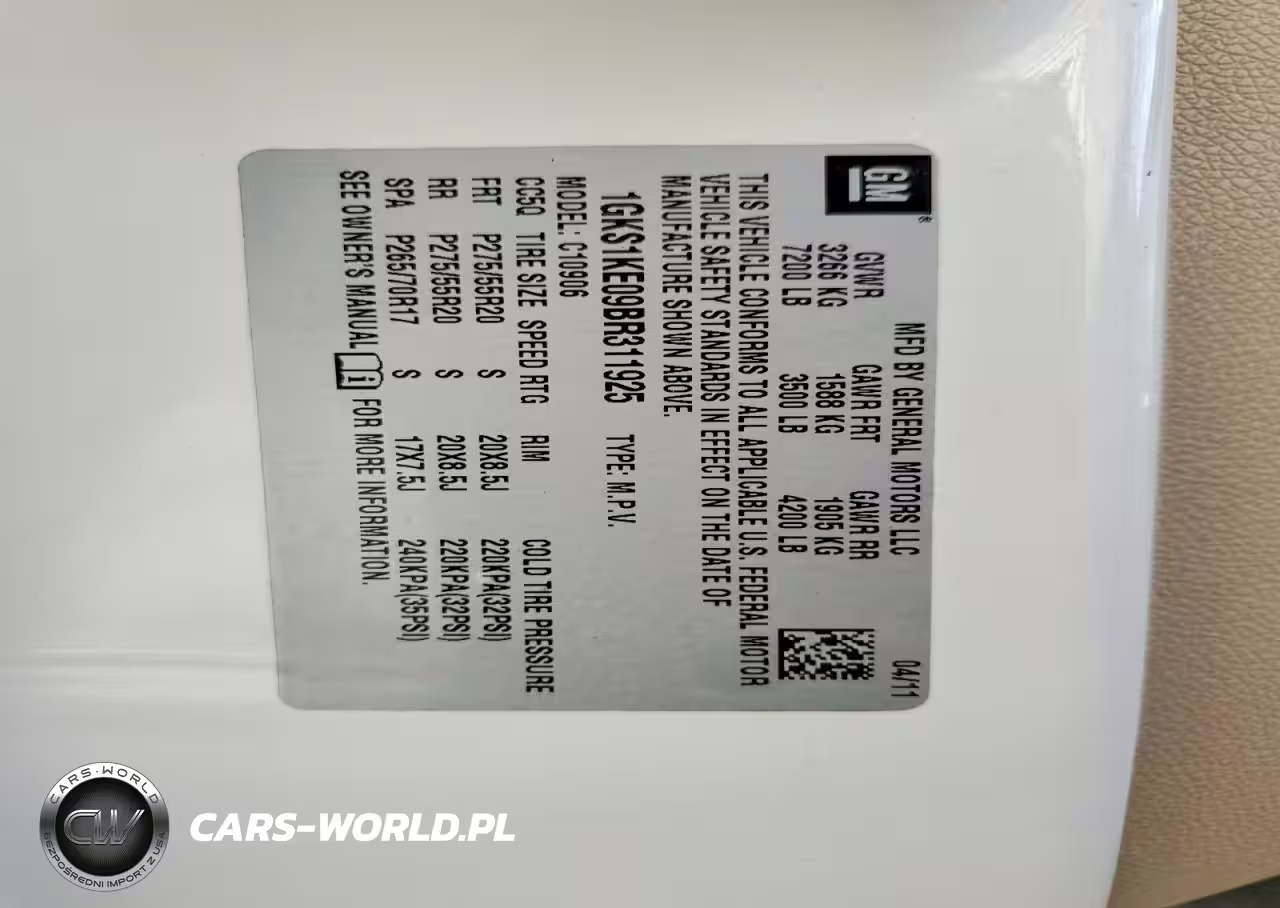 GM
MFD BY GENERAL MOTORS LLC 04/11
GVWR GAWR FRT GAWR RR
3266 KG 1588 KG 1905 KG
7200 LB 3500 LB 4200 LB
THIS VEHICLE CONFORMS TO ALL APPLICABLE U.S. FEDERAL MOTOR
VEHICLE SAFETY STANDARDS IN EFFECT ON THE DATE OF
MANUFACTURE SHOWN ABOVE.
1GKS1KE09BR311925 TYPE: M.P.V.
MODEL: C10906
CC5Q TIRE SIZE SPEED RTG RIM COLD TIRE PRESSURE
FRT P275/55R20 S 20X8.5J 220KPA(32PSI)
RR P275/55R20 S 20X8.5J 220KPA(32PSI)
SPA P265/70R17 S 17X7.5J 240KPA(35PSI)
SEE OWNER'S MANUAL FOR MORE INFORMATION.
CARS-WORLD
CW
BEZPOŚREDNI IMPORT Z USA
CARS-WORLD.PL